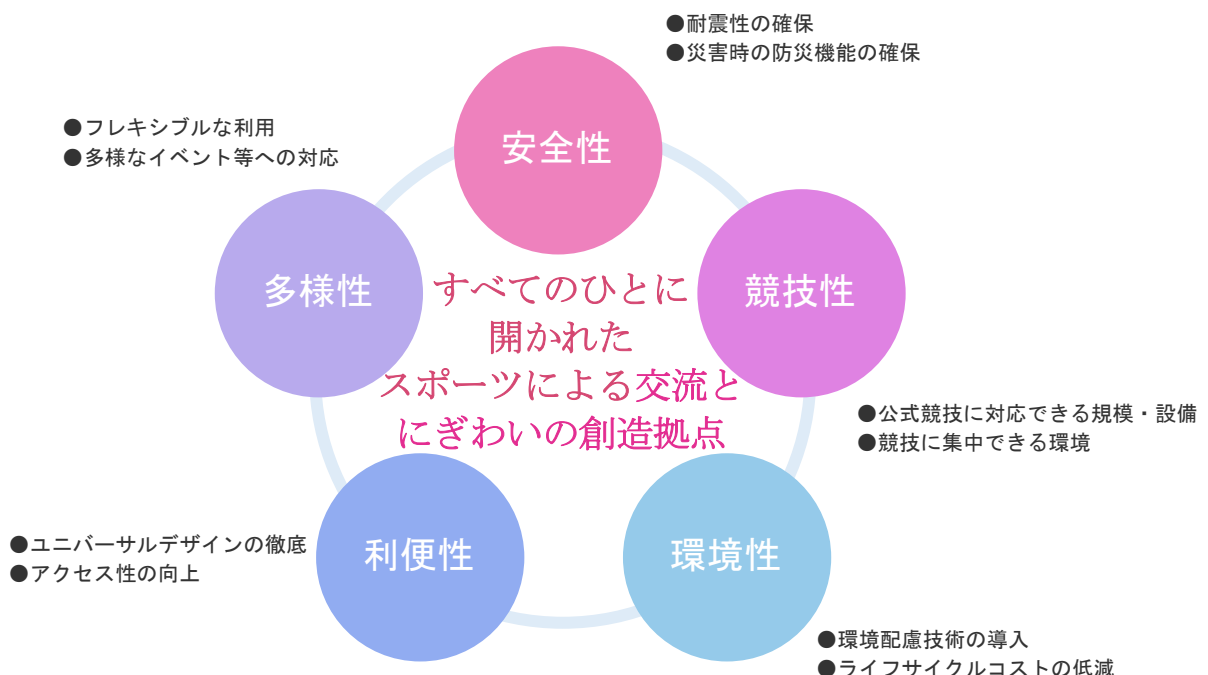 ●耐震性の確保
●災害時の防災機能の確保
安全性
●フレキシブルな利用
●多様なイベント等への対応
多様性
競技性
すべてのひとに
開かれた
スポーツによる交流と
にぎわいの創造拠点
●公式競技に対応できる規模・設備
●競技に集中できる環境
利便性
●ユニバーサルデザインの徹底
●アクセス性の向上
環境性
●環境配慮技術の導入
●ライフサイクルコストの低減